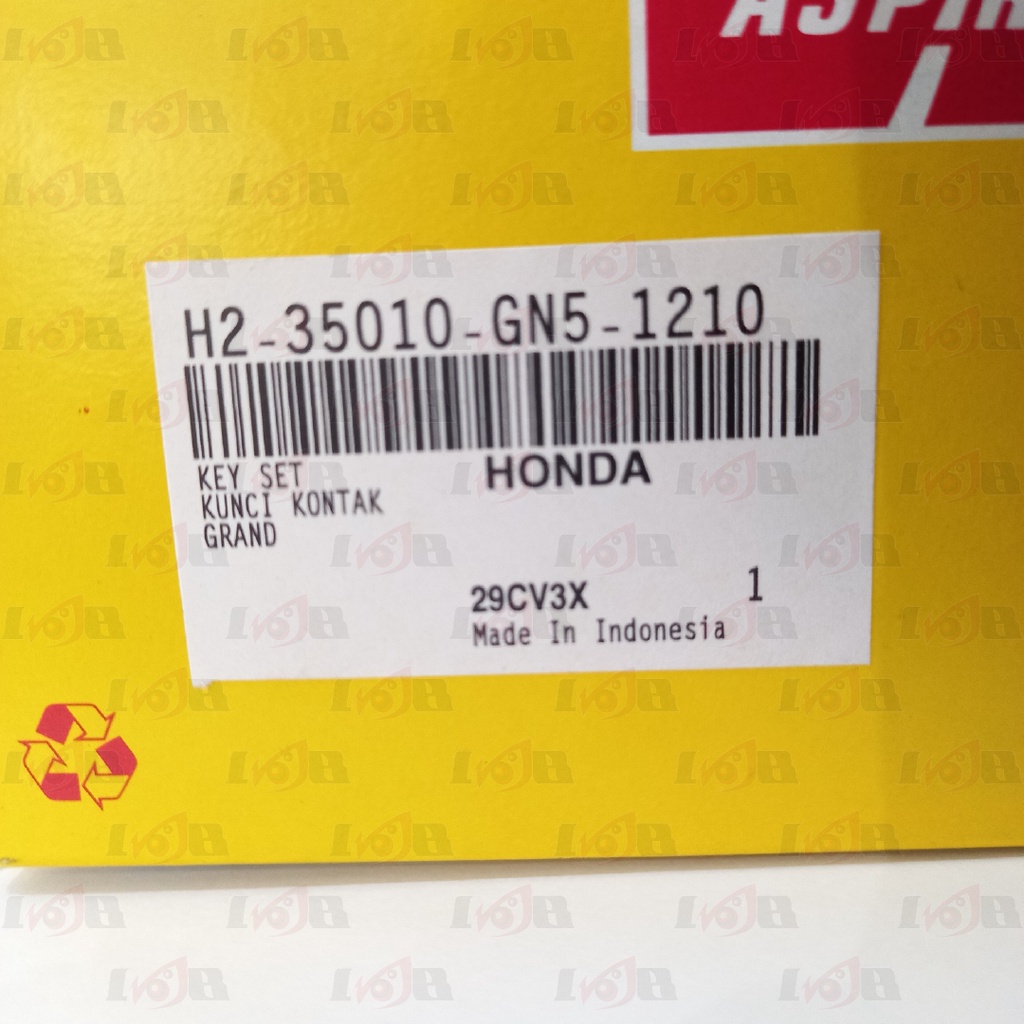 H2-35010-GN5-1210
KEY SET
HONDA
KUNCI KONTAK
GRAND
29CV3X
1
Made In Indonesia